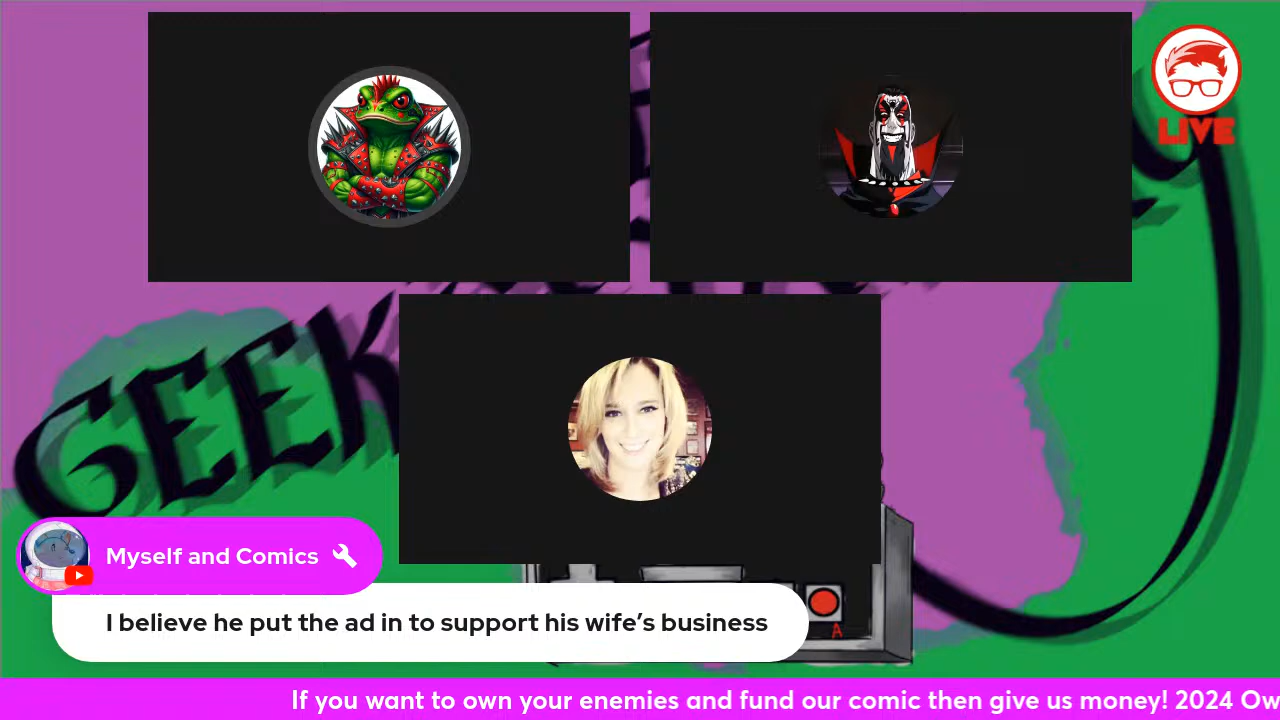 LIVE
GEEK
Myself and Comics
I believe he put the ad in to support his wife’s business
A
If you want to own your enemies and fund our comic then give us money! 2024 Ow